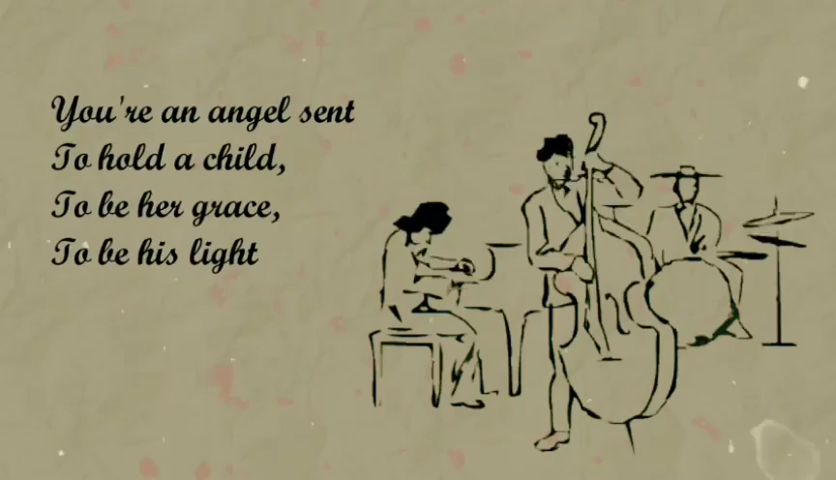 You're an angel sent
To hold a child,
To be her grace,
To be his light